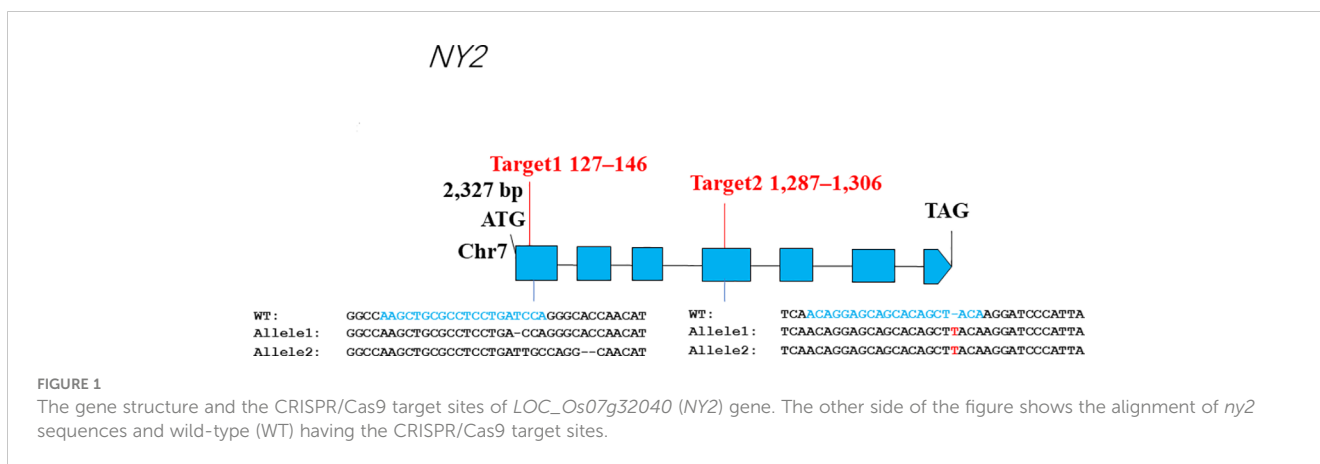 NY2
Target1 127–146
2,327 bp
Target2 1,287–1,306
ATG
TAG
Chr7
WT: GGCCAAGCTGCGCCTCCTGATCCAGGGCACCAACAT
Allele1: GGCCAAGCTGCGCCTCCTGA-CCAGGGCACCAACAT
Allele2: GGCCAAGCTGCGCCTCCTGATTGCCAGG--CAACAT
WT: TCAACAGGAGCAGCACAGCT-ACAAGGATCCCATTA
Allele1: TCAACAGGAGCAGCACAGCTTACAAGGATCCCATTA
Allele2: TCAACAGGAGCAGCACAGCTTACAAGGATCCCATTA
FIGURE 1
The gene structure and the CRISPR/Cas9 target sites of LOC_Os07g32040 (NY2) gene. The other side of the figure shows the alignment of ny2
sequences and wild-type (WT) having the CRISPR/Cas9 target sites.